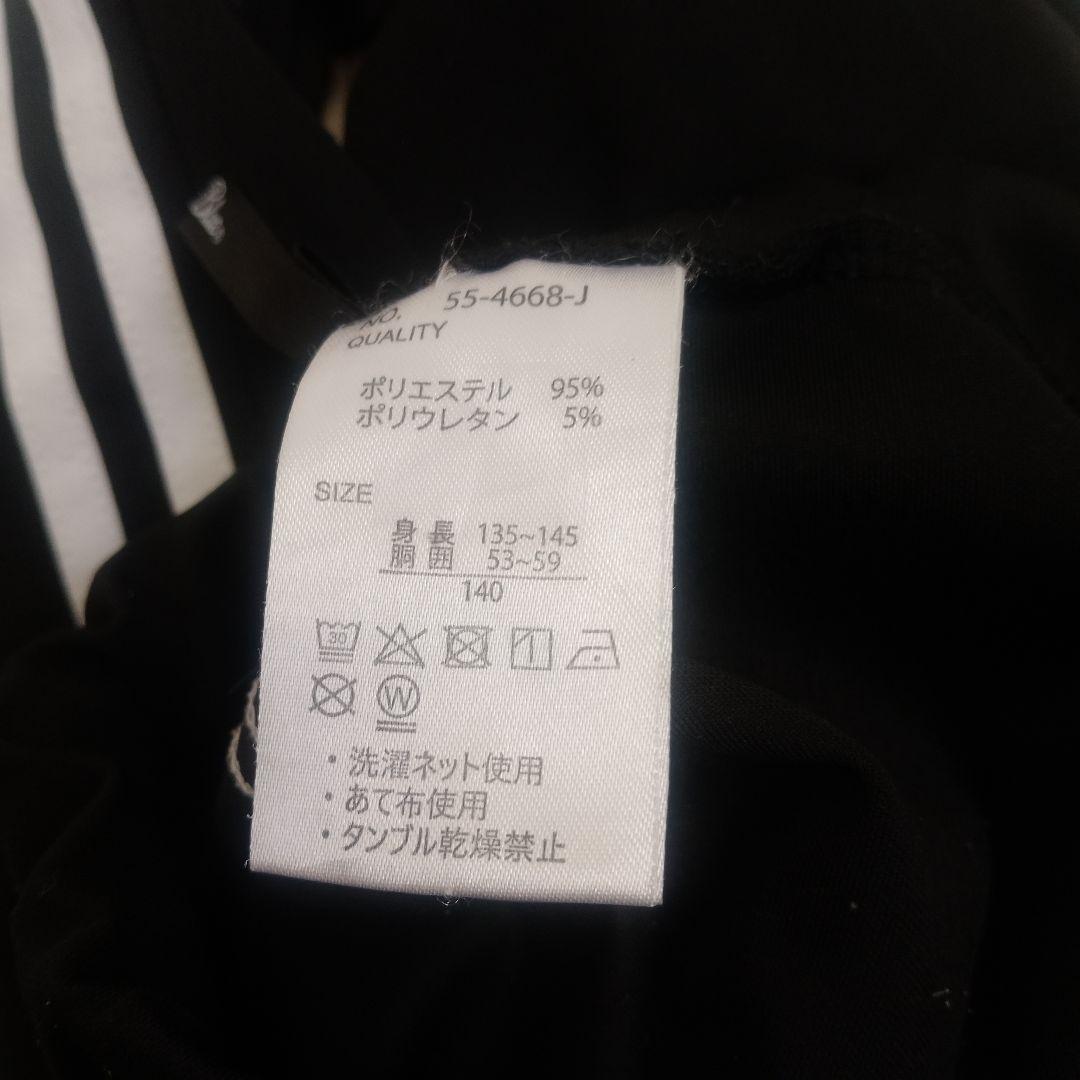 NO. 55-4668-J
QUALITY
ポリエステル 95%
ポリウレタン 5%
SIZE
身長 135~145
胴囲 53~59
140
30
W
・洗濯ネット使用
・あて布使用
・タンブル乾燥禁止